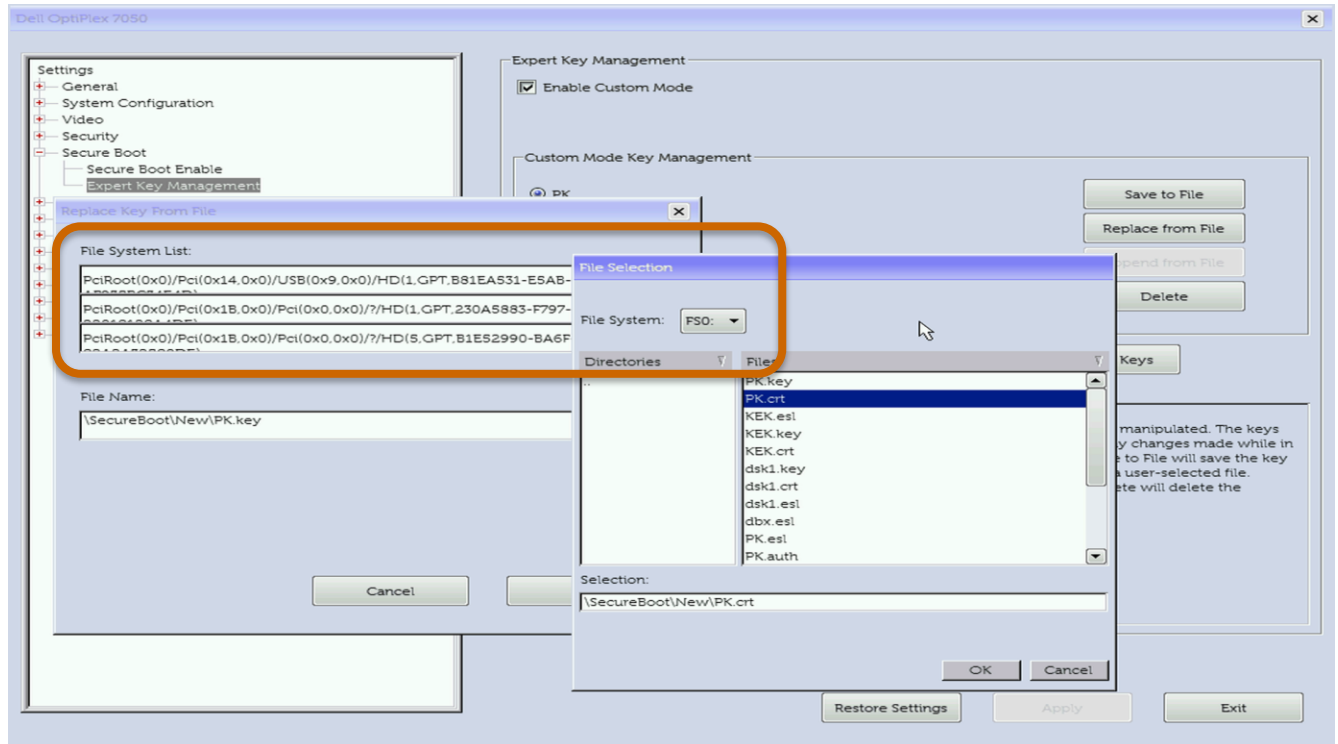 Dell OptiPlex 7050
Settings
General
System Configuration
Video
Security
Secure Boot
Secure Boot Enable
Expert Key Management
Expert Key Management
Enable Custom Mode
Custom Mode Key Management
PK
Save to File
Replace from File
pend from File
Delete
Keys
manipulated. The keys
y changes made while in
to File will save the key
a user-selected file.
ete will delete the
Replace Key From File
File System List:
PciRoot(0x0)/Pci(0x14,0x0)/USB(0x9,0x0)/HD(1,GPT,B81EA531-E5AB-
PciRoot(0x0)/Pci(0x1B,0x0)/Pci(0x0,0x0)/?/HD(1,GPT,230A5883-F797-
PciRoot(0x0)/Pci(0x1B,0x0)/Pci(0x0,0x0)/?/HD(5,GPT,B1E52990-BA6F
File Name:
\SecureBoot\New\PK.key
Cancel
File Selection
File System: FS0:
Directories Files
..
PK.key
PK.crt
KEK.esl
KEK.key
KEK.crt
dsk1.key
dsk1.crt
dsk1.esl
dbx.esl
PK.esl
PK.auth
Selection:
\SecureBoot\New\PK.crt
OK Cancel
Restore Settings Apply Exit